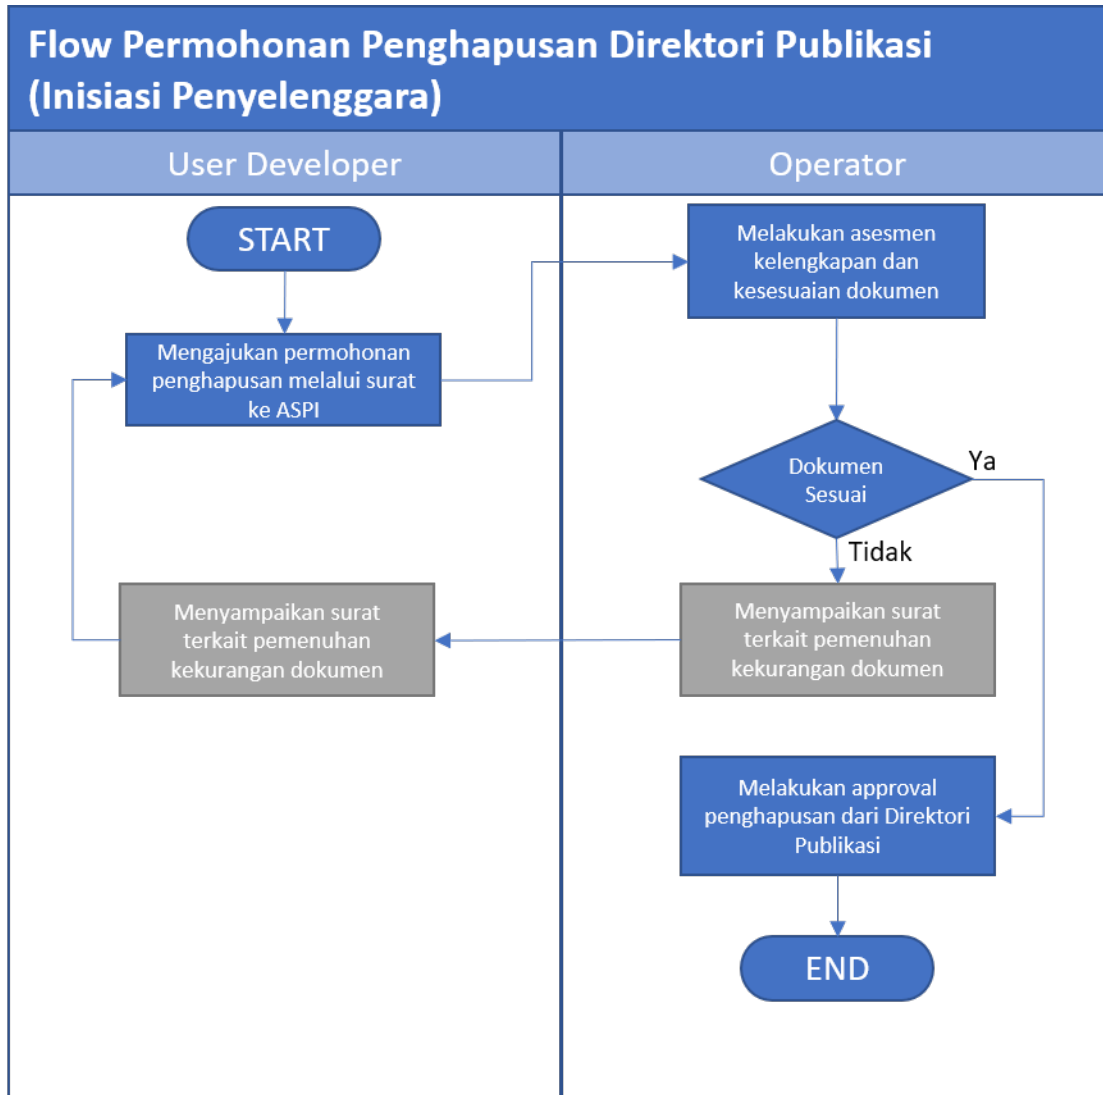 Flow Permohonan Penghapusan Direktori Publikasi
(Inisiasi Penyelenggara)
User Developer
Operator
START
Melakukan asesmen
kelengkapan dan
kesesuaian dokumen
Mengajukan permohonan
penghapusan melalui surat
ke ASPI
Dokumen
Sesuai
Ya
Tidak
Menyampaikan surat
terkait pemenuhan
kekurangan dokumen
Menyampaikan surat
terkait pemenuhan
kekurangan dokumen
Melakukan approval
penghapusan dari Direktori
Publikasi
END